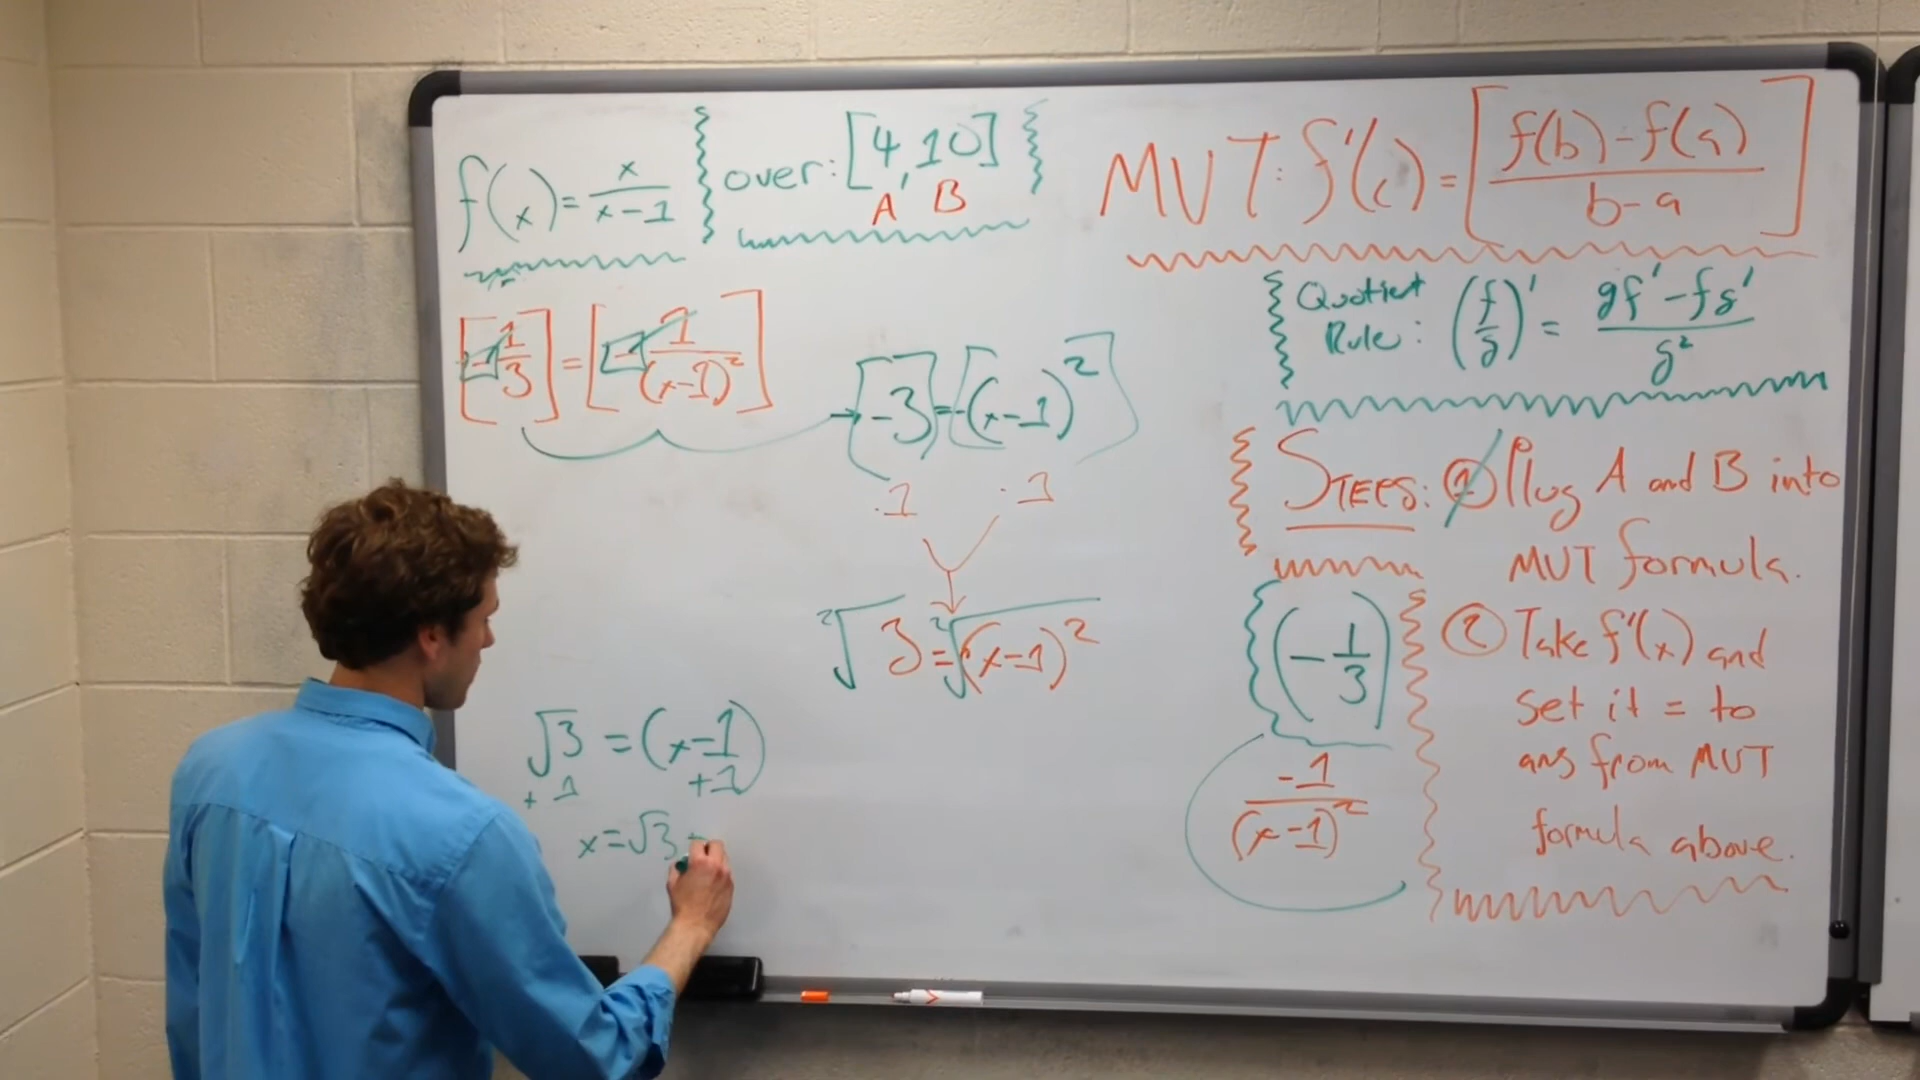 f(x)=x/(x-1) over: [4,10]
A B
MVT: f'(c) = [(f(b)-f(a))/(b-a)]
Quotient
Rule: (f/g)' = (gf'-fg')/g²
[-1/3] = [-1/(x-1)²]
[-3]=[-(x-1)²]
·-1 ·-1
²√3=²√(x-1)²
√3=(x-1)
+1 +1
x=√3
STEPS: ① Plug A and B into
MVT formula.
(-1/3)
-1/(x-1)²
② Take f'(x) and
set it = to
ans from MVT
formula above.